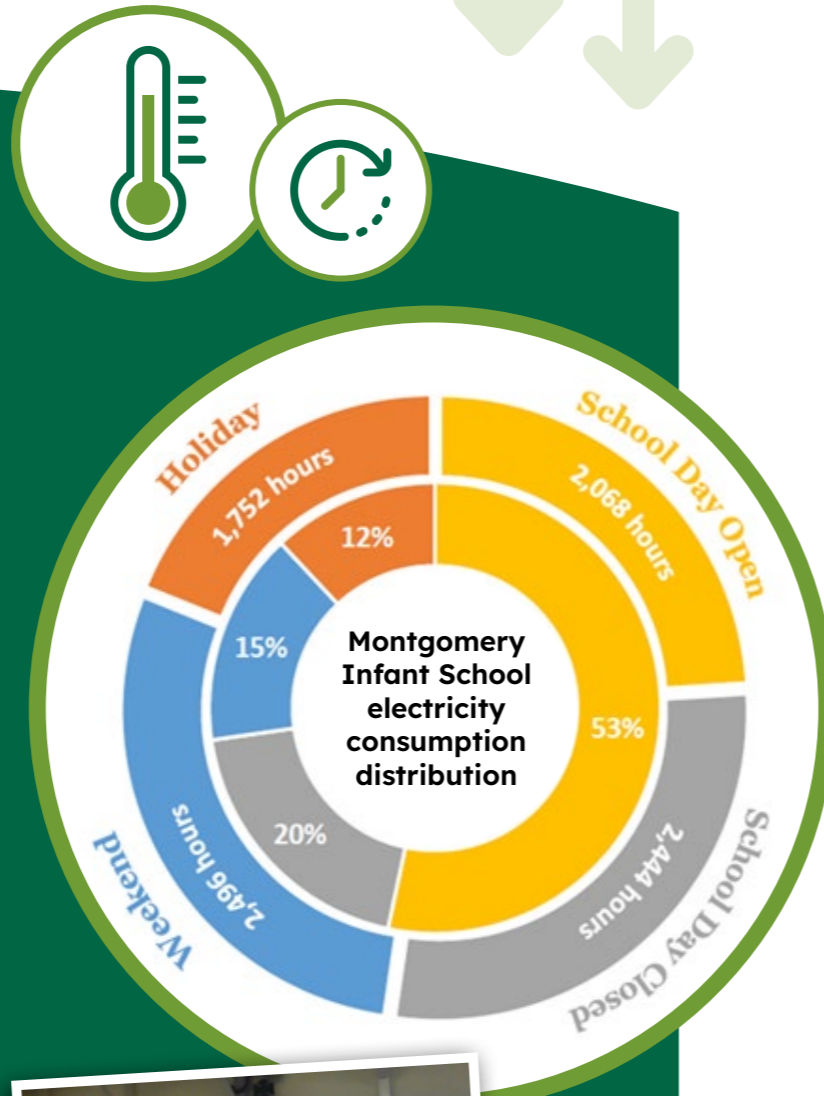 Holiday
1,752 hours
School Day Open
2,068 hours
12%
15%
53%
20%
Montgomery
Infant School
electricity
consumption
distribution
Weekend
2,496 hours
School Day Closed
2,444 hours